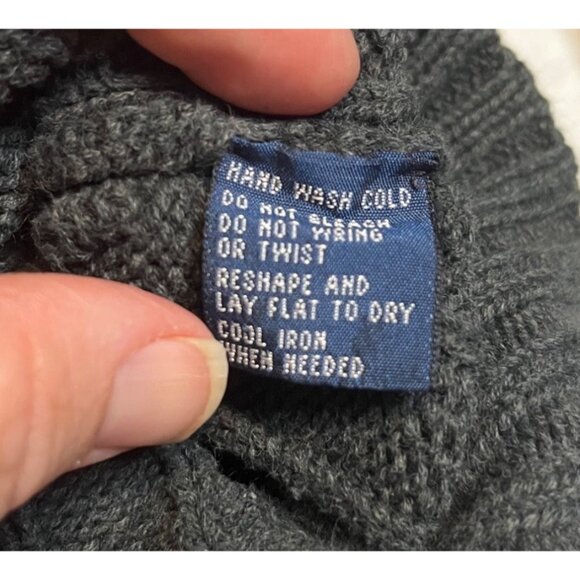 HAND WASH COLD
DO NOT BLEACH
DO NOT WRING
OR TWIST
RESHAPE AND
LAY FLAT TO DRY
COOL IRON
WHEN NEEDED